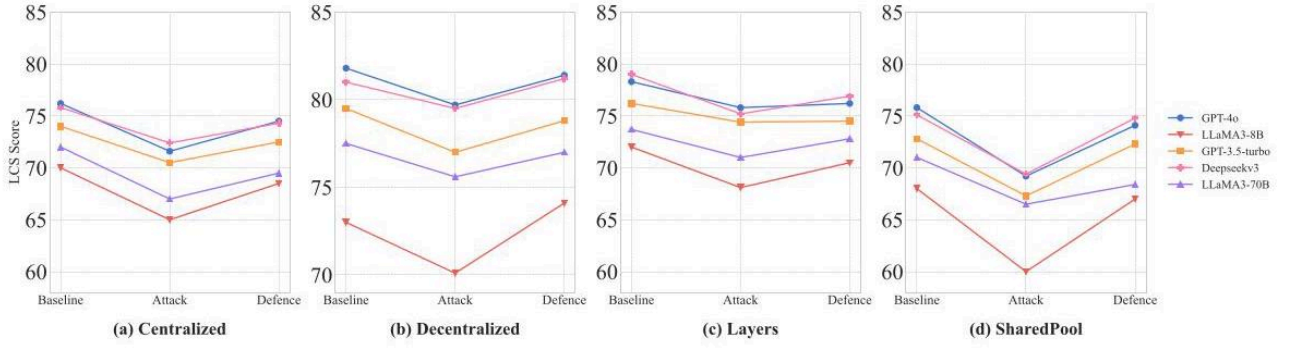 LCS Score
85
80
75
70
65
60
Baseline Attack Defence
(a) Centralized
85
80
75
70
Baseline Attack Defence
(b) Decentralized
85
80
75
70
65
60
Baseline Attack Defence
(c) Layers
85
80
75
70
65
60
Baseline Attack Defence
(d) SharedPool
GPT-4o
LLaMA3-8B
GPT-3.5-turbo
Deepseekv3
LLaMA3-70B